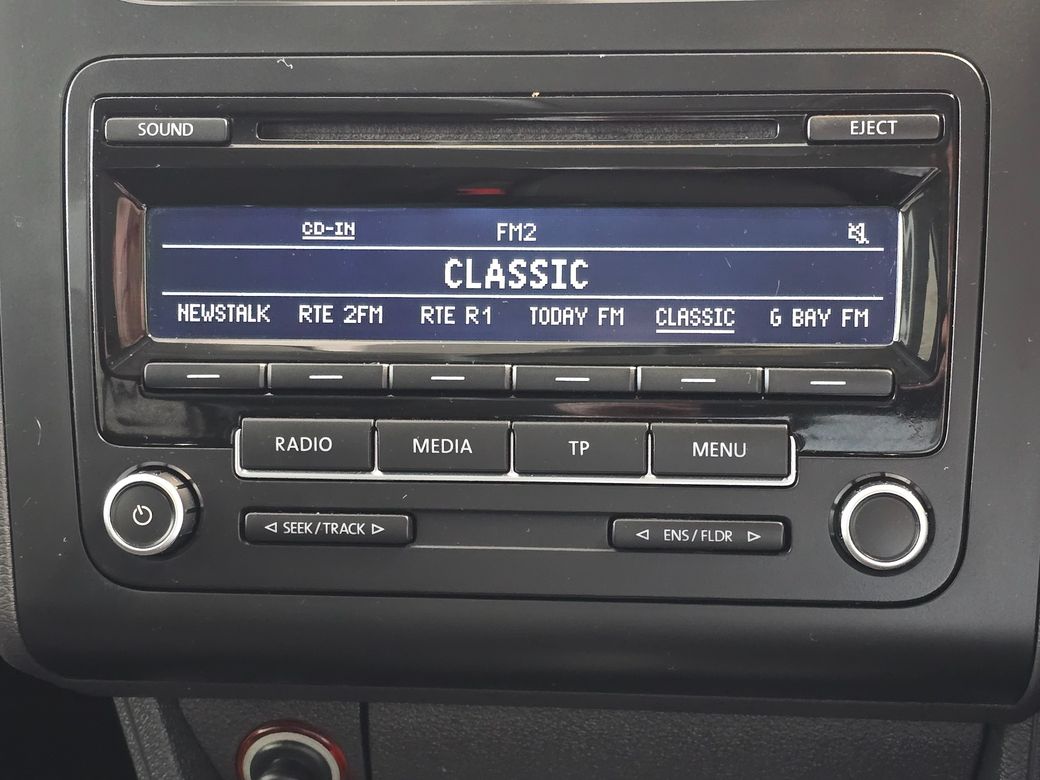 SOUND EJECT
CD-IN FM2
CLASSIC
NEWSTALK RTE 2FM RTE R1 TODAY FM CLASSIC G BAY FM
RADIO MEDIA TP MENU
SEEK / TRACK ENS / FLDR